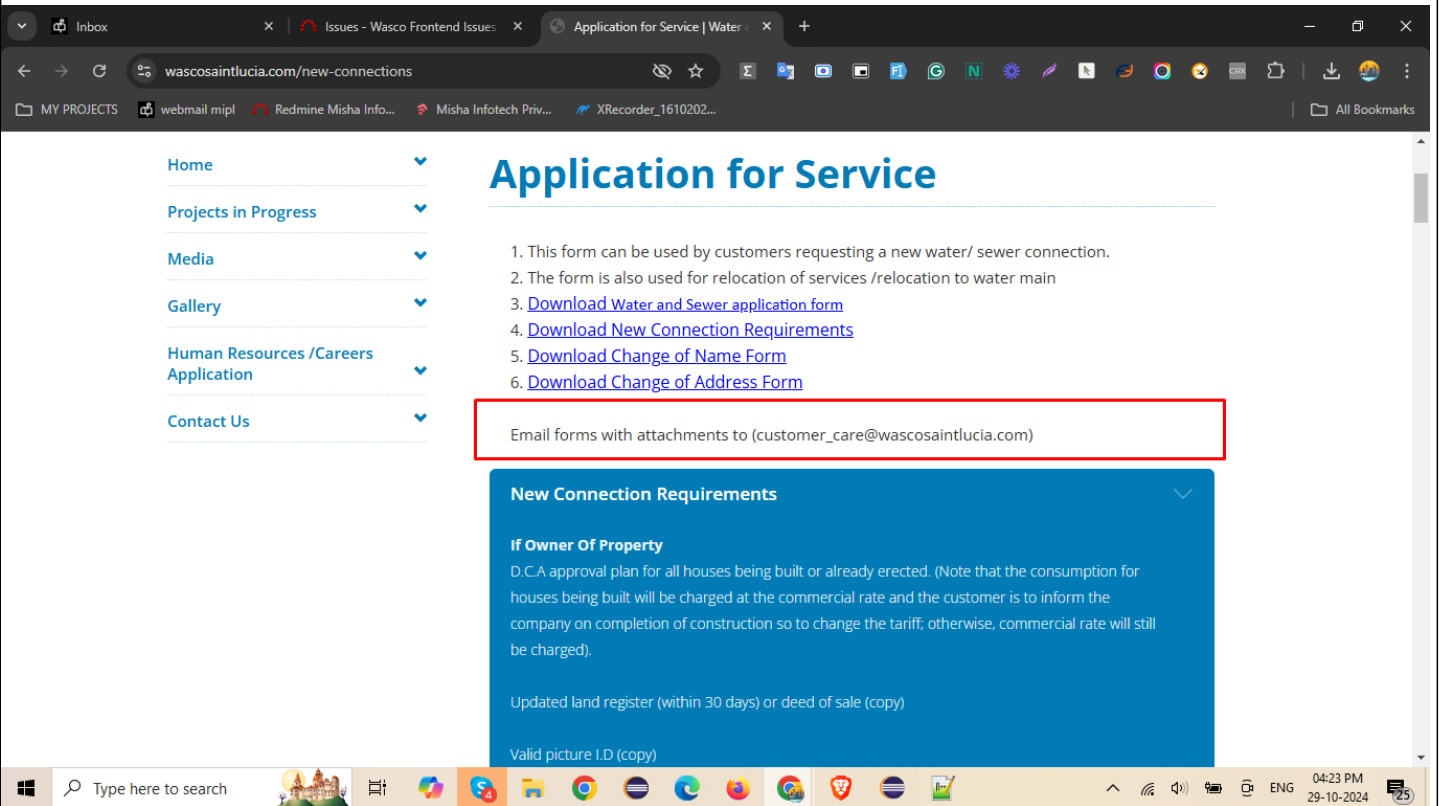 Inbox
Issues - Wasco Frontend Issues
Application for Service | Water
wascosaintlucia.com/new-connections
CRX
MY PROJECTS
webmail mipl
Redmine Misha Info...
Misha Infotech Priv...
XRecorder_1610202...
All Bookmarks
Home
Projects in Progress
Media
Gallery
Human Resources /Careers
Application
Contact Us
Application for Service
1. This form can be used by customers requesting a new water/ sewer connection.
2. The form is also used for relocation of services /relocation to water main
3. Download Water and Sewer application form
4. Download New Connection Requirements
5. Download Change of Name Form
6. Download Change of Address Form
Email forms with attachments to (customer_care@wascosaintlucia.com)
New Connection Requirements
If Owner Of Property
D.C.A approval plan for all houses being built or already erected. (Note that the consumption for
houses being built will be charged at the commercial rate and the customer is to inform the
company on completion of construction so to change the tariff; otherwise, commercial rate will still
be charged).
Updated land register (within 30 days) or deed of sale (copy)
Valid picture I.D (copy)
Type here to search
4
ENG
04:23 PM
29-10-2024
25